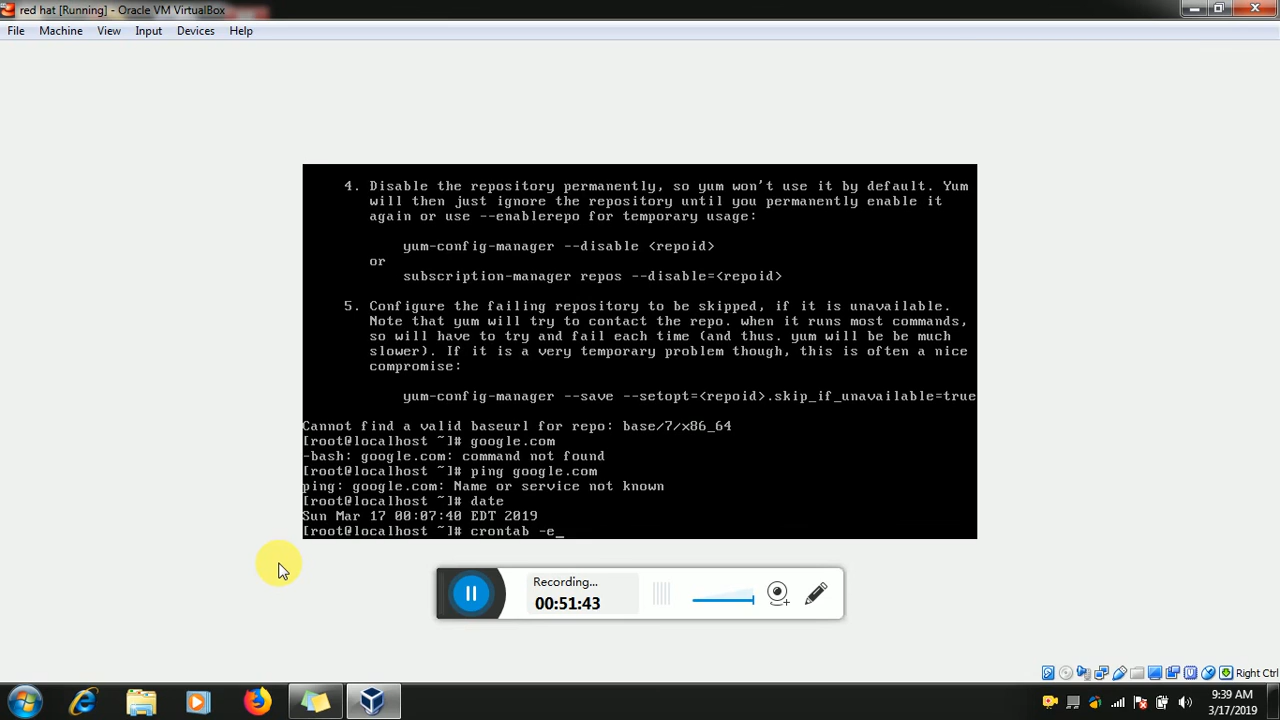 red hat [Running] - Oracle VM VirtualBox
File Machine View Input Devices Help
4. Disable the repository permanently, so yum won't use it by default. Yum
will then just ignore the repository until you permanently enable it
again or use --enablerepo for temporary usage:
yum-config-manager --disable <repoid>
or
subscription-manager repos --disable=<repoid>
5. Configure the failing repository to be skipped, if it is unavailable.
Note that yum will try to contact the repo. when it runs most commands,
so will have to try and fail each time (and thus. yum will be be much
slower). If it is a very temporary problem though, this is often a nice
compromise:
yum-config-manager --save --setopt=<repoid>.skip_if_unavailable=true
Cannot find a valid baseurl for repo: base/7/x86_64
[root@localhost ~]# google.com
-bash: google.com: command not found
[root@localhost ~]# ping google.com
ping: google.com: Name or service not known
[root@localhost ~]# date
Sun Mar 17 00:07:40 EDT 2019
[root@localhost ~]# crontab -e_
Recording...
00:51:43
Right Ctrl
9:39 AM
3/17/2019